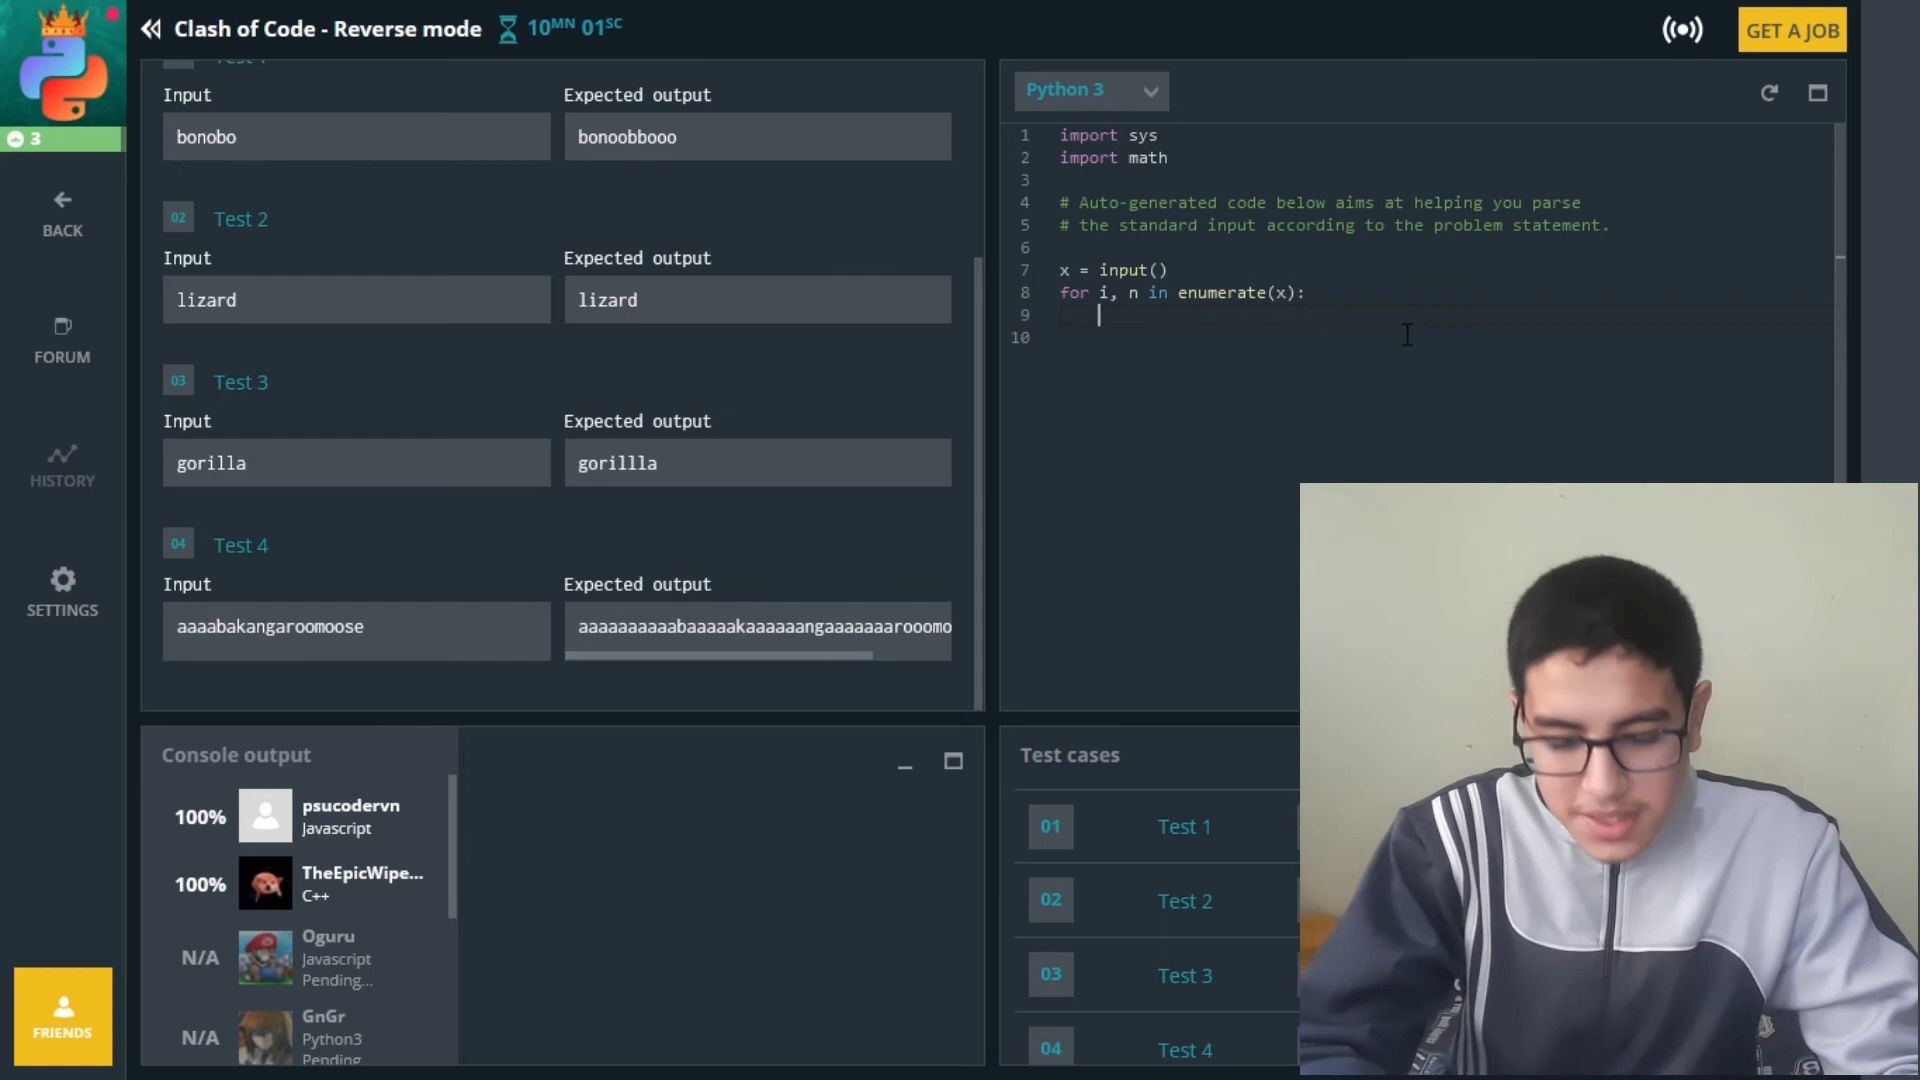 Clash of Code - Reverse mode
10MN 01SC
GET A JOB
3
BACK
FORUM
HISTORY
SETTINGS
FRIENDS
Input
Expected output
bonobo
bonoobbooo
02
Test 2
Input
Expected output
lizard
lizard
03
Test 3
Input
Expected output
gorilla
gorillla
04
Test 4
Input
Expected output
aaaabakangaroomoose
aaaaaaaaaabaaaaakaaaaaangaaaaaaarooomo
Python 3
1 import sys
2 import math
3
4 # Auto-generated code below aims at helping you parse
5 # the standard input according to the problem statement.
6
7 x = input()
8 for i, n in enumerate(x):
9
10
Console output
100%
psucodervn
Javascript
100%
TheEpicWipe...
C++
N/A
Oguru
Javascript
Pending...
N/A
GnGr
Python3
Pending
Test cases
01
Test 1
02
Test 2
03
Test 3
04
Test 4